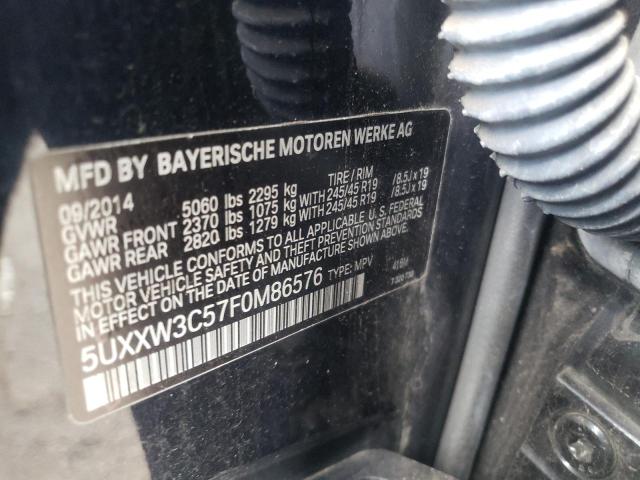 MFD BY BAYERISCHE MOTOREN WERKE AG
09/2014 TIRE / RIM
GVWR 5060 lbs 2295 kg
GAWR FRONT 2370 lbs 1075 kg WITH 245/45 R19 / 8.5J x 19
GAWR REAR 2820 lbs 1279 kg WITH 245/45 R19 / 8.5J x 19
THIS VEHICLE CONFORMS TO ALL APPLICABLE U.S. FEDERAL
MOTOR VEHICLE SAFETY AND THEFT PREVENTION STANDARDS
IN EFFECT ON THE DATE OF MANUFACTURE SHOWN ABOVE.
5UXXW3C57F0M86576 TYPE: MPV 416M